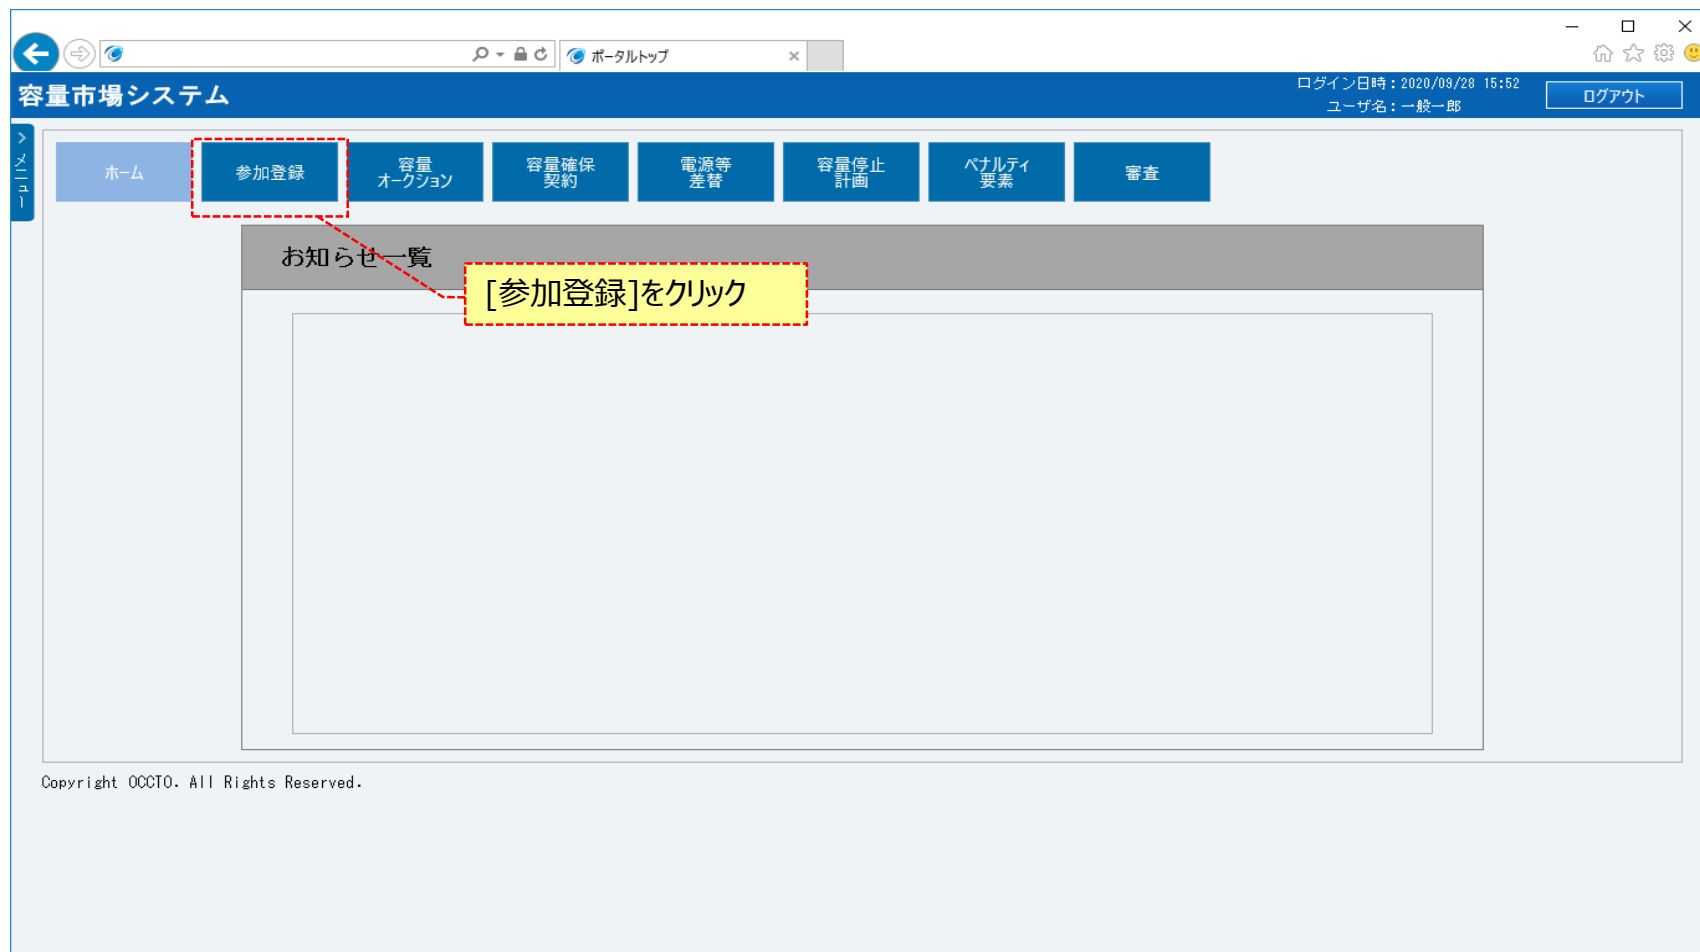 ポータルトップ
容量市場システム
ログイン日時：2020/09/28 15:52
ユーザ名：一般一郎
ログアウト
メニュー
ホーム
参加登録
容量
オークション
容量確保
契約
電源等
差替
容量停止
計画
ペナルティ
要素
審査
お知らせ一覧
[参加登録]をクリック
Copyright OCCTO. All Rights Reserved.